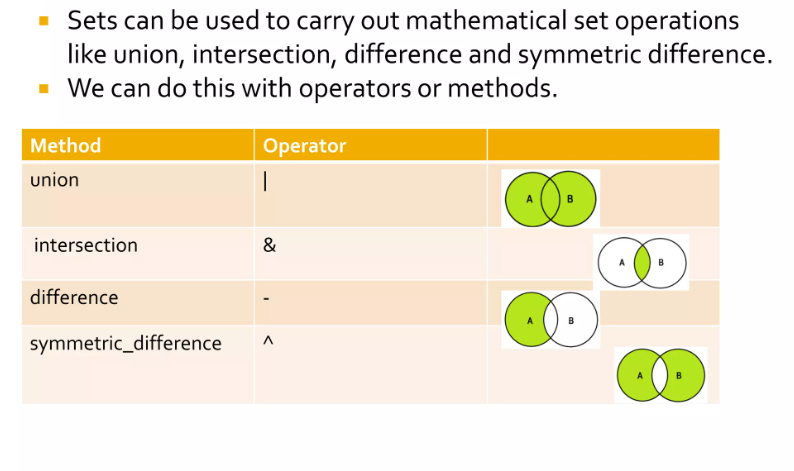 Sets can be used to carry out mathematical set operations
like union, intersection, difference and symmetric difference.
We can do this with operators or methods.
Method Operator
union |
A B
intersection &
A B
difference -
A B
symmetric_difference ^
A B